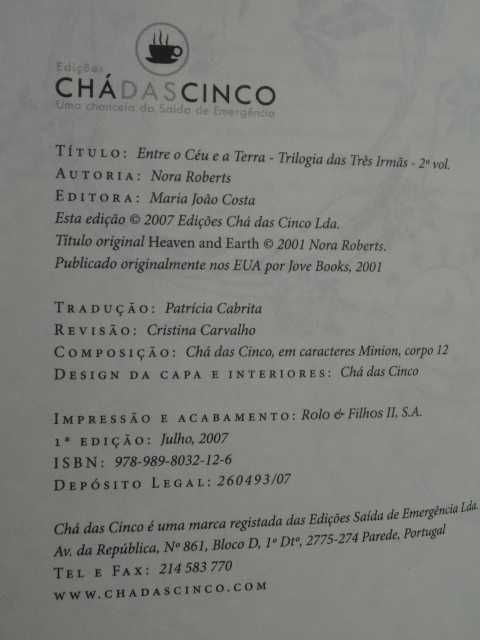 Edições
CHÁDASCINCO
Uma chancela da Saída de Emergência
TÍTULO: Entre o Céu e a Terra - Trilogia das Três Irmãs - 2º vol.
AUTORIA: Nora Roberts
EDITORA: Maria João Costa
Esta edição © 2007 Edições Chá das Cinco Lda.
Título original Heaven and Earth © 2001 Nora Roberts.
Publicado originalmente nos EUA por Jove Books, 2001
TRADUÇÃO: Patrícia Cabrita
REVISÃO: Cristina Carvalho
COMPOSIÇÃO: Chá das Cinco, em caracteres Minion, corpo 12
DESIGN DA CAPA E INTERIORES: Chá das Cinco
IMPRESSÃO E ACABAMENTO: Rolo & Filhos II, S.A.
1ª EDIÇÃO: Julho, 2007
ISBN: 978-989-8032-12-6
DEPÓSITO LEGAL: 260493/07
Chá das Cinco é uma marca registada das Edições Saída de Emergência Lda.
Av. da República, Nº 861, Bloco D, 1º Dtº, 2775-274 Parede, Portugal
TEL E FAX: 214 583 770
WWW.CHADASCINCO.COM